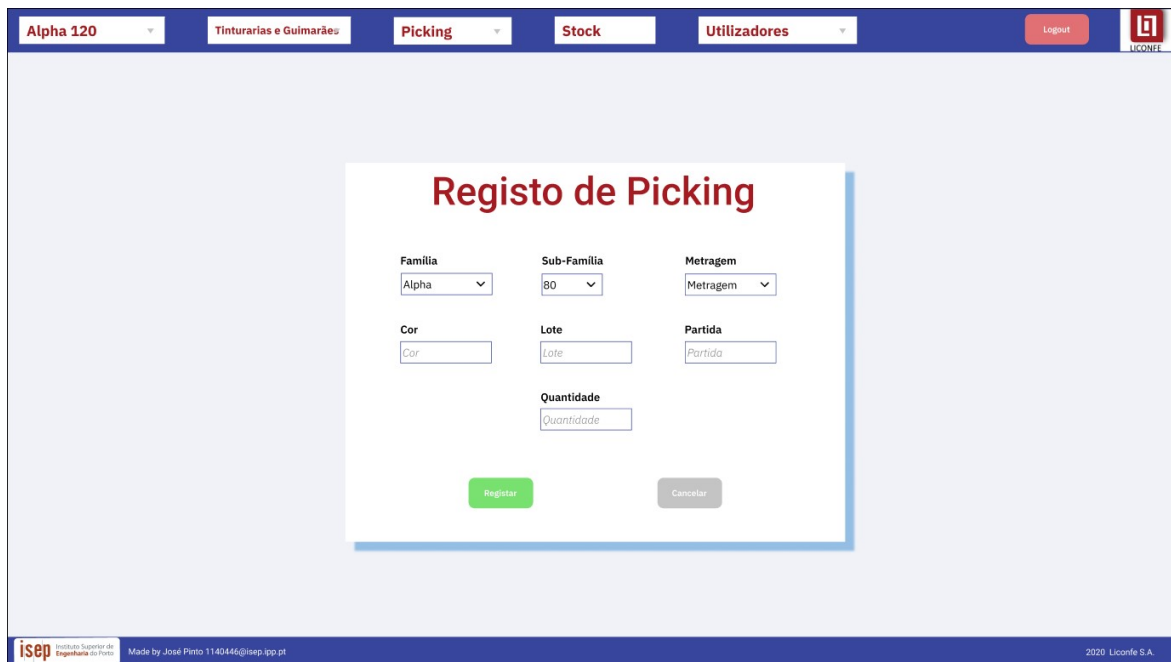 Alpha 120
Tinturarias e Guimarães
Picking
Stock
Utilizadores
Logout
LICONFE
Registo de Picking
Família Sub-Família Metragem
Alpha 80 Metragem
Cor Lote Partida
Cor Lote Partida
Quantidade
Quantidade
Registar Cancelar
isep Instituto Superior de
Engenharia do Porto
Made by José Pinto 1140446@isep.ipp.pt
2020 Liconfe S.A.